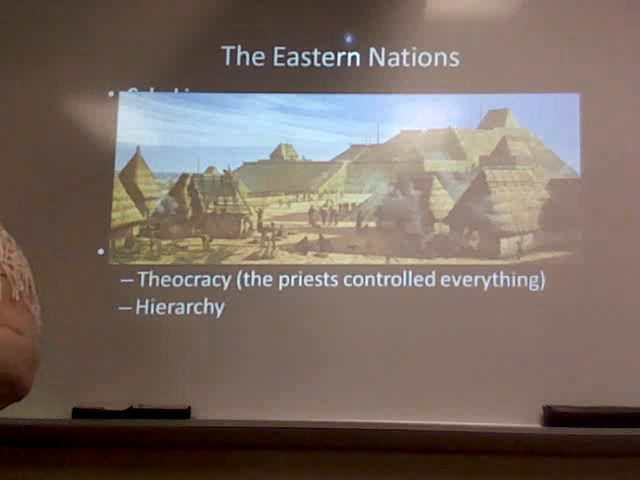 The Eastern Nations
– Theocracy (the priests controlled everything)
– Hierarchy